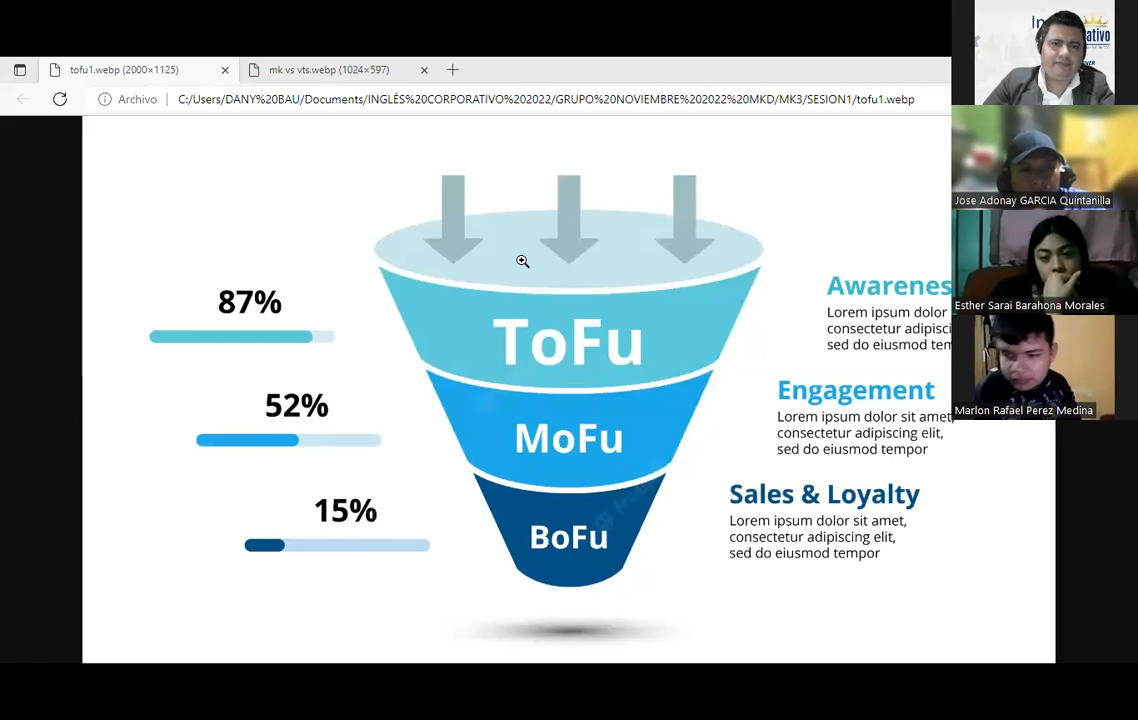 tofu1.webp (2000×1125)
mk vs vts.webp (1024×597)
Archivo
C:/Users/DANY%20BAU/Documents/INGLÉS%20CORPORATIVO%202022/GRUPO%20NOVIEMBRE%202022%20MKD/MK3/SESION1/tofu1.webp
87%
ToFu
Awarenes
Lorem ipsum dolor
consectetur adipisci
sed do eiusmod tem
52%
MoFu
Engagement
Lorem ipsum dolor sit amet,
consectetur adipiscing elit,
sed do eiusmod tempor
15%
BoFu
Sales & Loyalty
Lorem ipsum dolor sit amet,
consectetur adipiscing elit,
sed do eiusmod tempor
Jose Adonay GARCIA Quintanilla
Esther Sarai Barahona Morales
Marlon Rafael Perez Medina